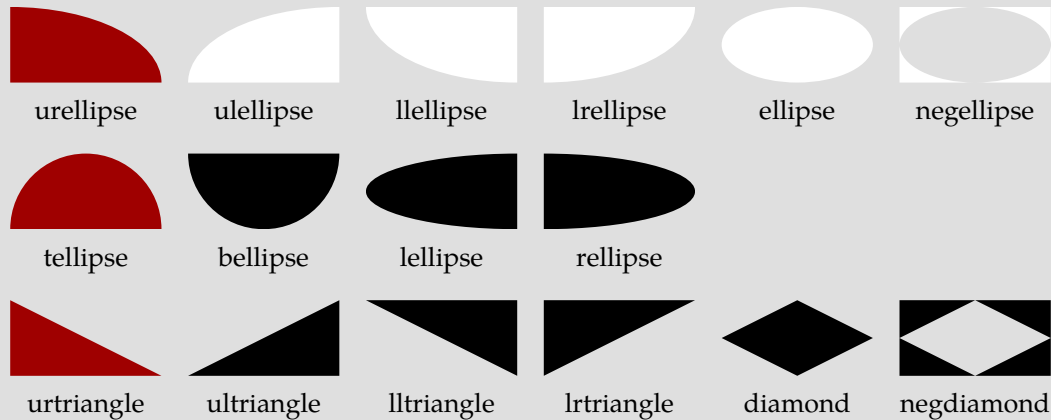 urellipse ulellipse llellipse lrellipse ellipse negellipse
tellipse bellipse lellipse rellipse
urtriangle ultriangle lltriangle lrtriangle diamond negdiamond